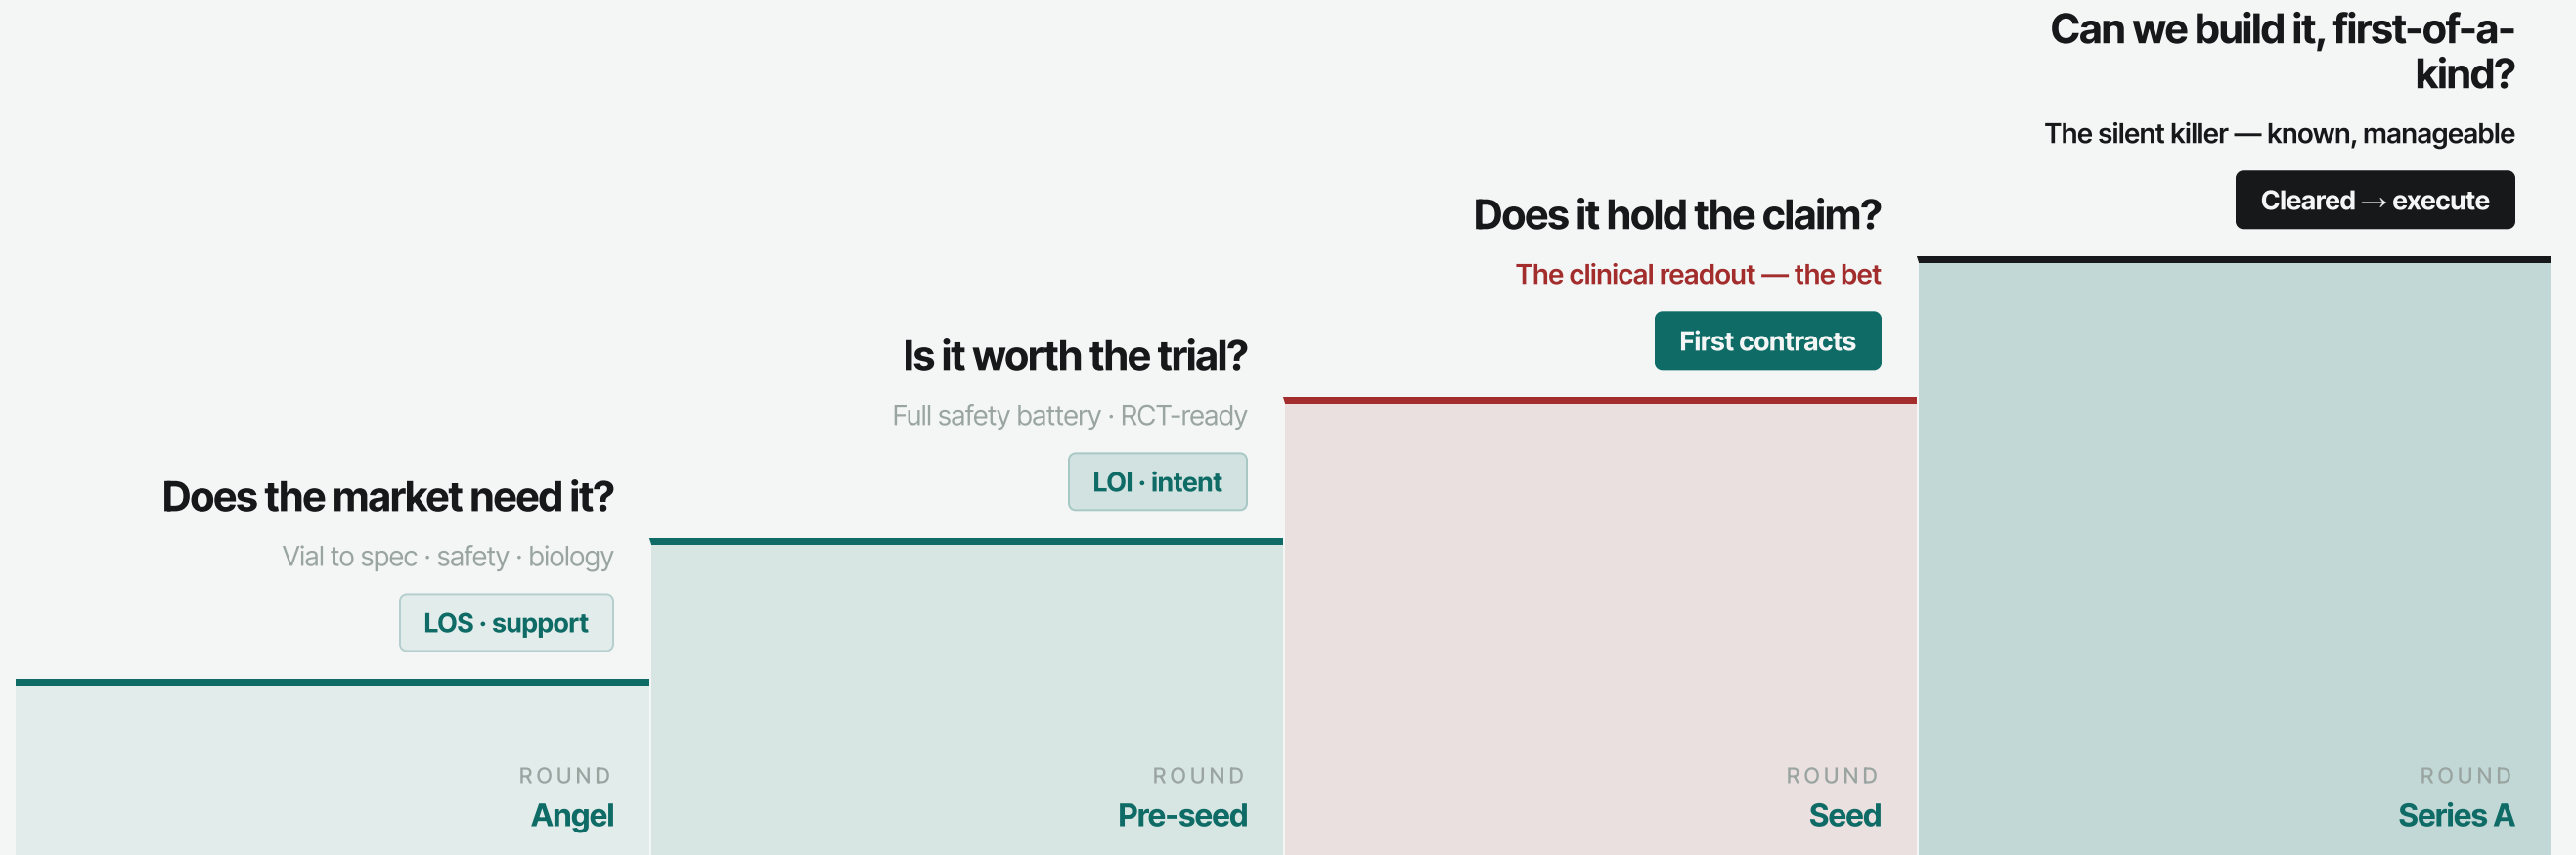 Does the market need it?
Vial to spec · safety · biology
LOS · support
ROUND
Angel
Is it worth the trial?
Full safety battery · RCT-ready
LOI · intent
ROUND
Pre-seed
Does it hold the claim?
The clinical readout — the bet
First contracts
ROUND
Seed
Can we build it, first-of-a-
kind?
The silent killer — known, manageable
Cleared → execute
ROUND
Series A